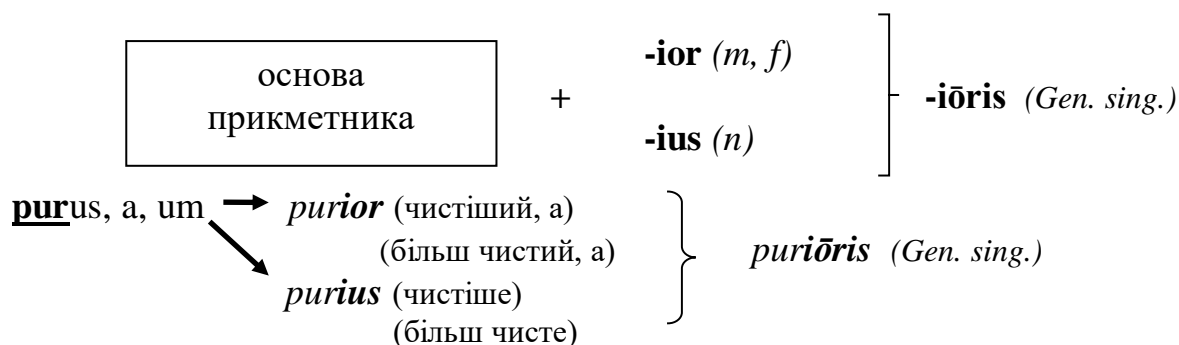 основа
прикметника
+
-ior (m, f)
-ius (n)
-iōris (Gen. sing.)
purus, a, um
purior (чистіший, а)
(більш чистий, а)
purius (чистіше)
(більш чисте)
puriōris (Gen. sing.)